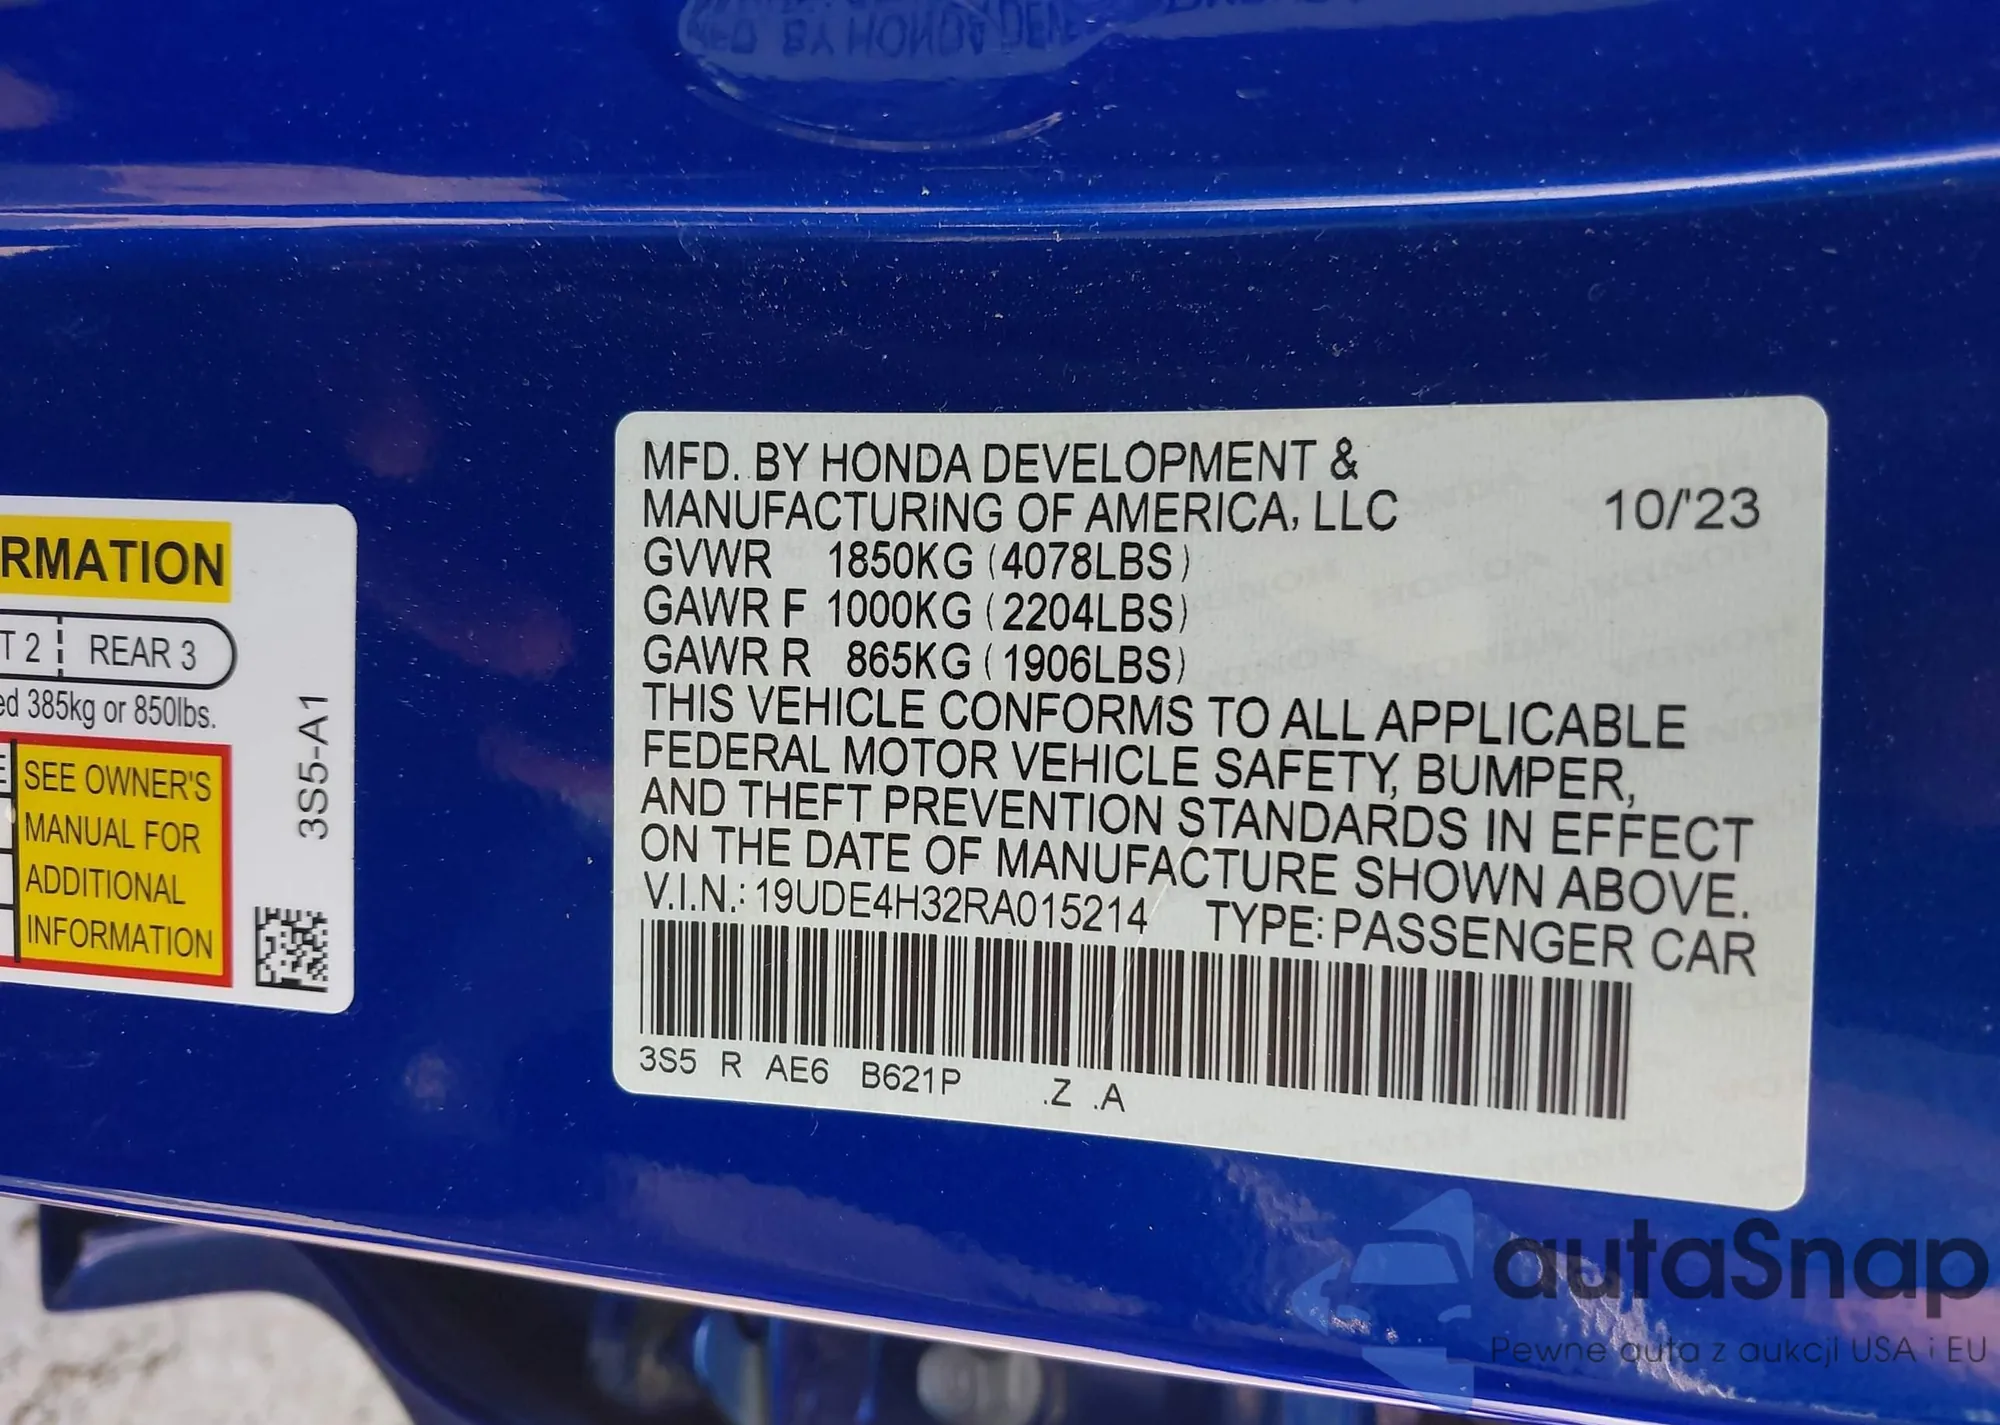 MFD. BY HONDA DEVELOPMENT &
MANUFACTURING OF AMERICA, LLC 10/'23
GVWR 1850KG (4078LBS)
GAWR F 1000KG (2204LBS)
GAWR R 865KG (1906LBS)
THIS VEHICLE CONFORMS TO ALL APPLICABLE
FEDERAL MOTOR VEHICLE SAFETY, BUMPER,
AND THEFT PREVENTION STANDARDS IN EFFECT
ON THE DATE OF MANUFACTURE SHOWN ABOVE.
V.I.N.: 19UDE4H32RA015214 TYPE: PASSENGER CAR
3S5 R AE6 B621P .Z .A
RMATION
T 2 REAR 3
ed 385kg or 850lbs.
SEE OWNER'S
MANUAL FOR
ADDITIONAL
INFORMATION
3S5-A1
autaSnap
Pewne auta z aukcji USA i EU